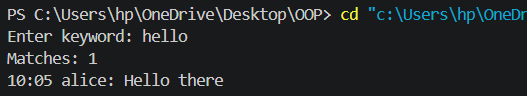 PS C:\Users\hp\OneDrive\Desktop\OOP> cd "c:\Users\hp\OneDr
Enter keyword: hello
Matches: 1
10:05 alice: Hello there